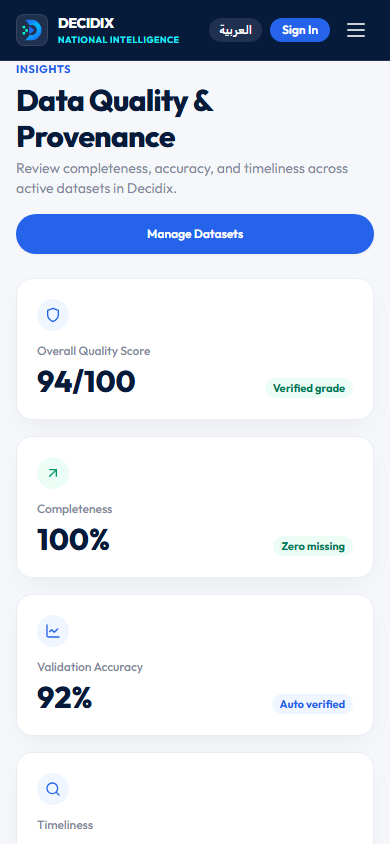 DECIDIX
NATIONAL INTELLIGENCE
العربية
Sign In
INSIGHTS
Data Quality &
Provenance
Review completeness, accuracy, and timeliness across
active datasets in Decidix.
Manage Datasets
Overall Quality Score
94/100
Verified grade
Completeness
100%
Zero missing
Validation Accuracy
92%
Auto verified
Timeliness